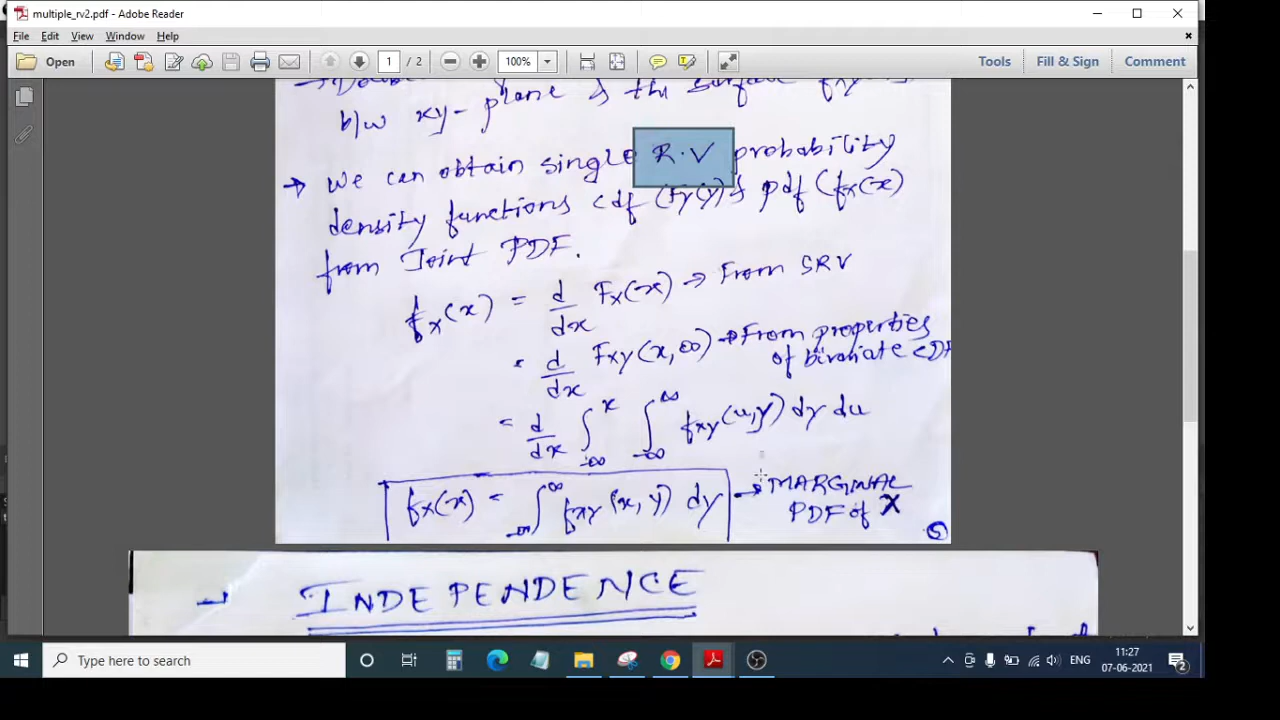 multiple_rv2.pdf - Adobe Reader
File Edit View Window Help
Open 1 / 2 100% Tools Fill & Sign Comment
b/w xy-plane & the surface
→ We can obtain single R.V probability
density functions cdf (Fy(y)) & pdf (fx(x)
from Joint PDF.
fx(x) = d/dx Fx(x) → From SRV
= d/dx Fxy(x,∞) → From properties
of bivariate CDF
= d/dx ∫_{-∞}^{x} ∫_{-∞}^{∞} fxy(u,y) dy du
fx(x) = ∫_{-∞}^{∞} fxy(x,y) dy → MARGINAL
PDF of X
5
INDEPENDENCE
Type here to search
ENG
11:27
07-06-2021
2